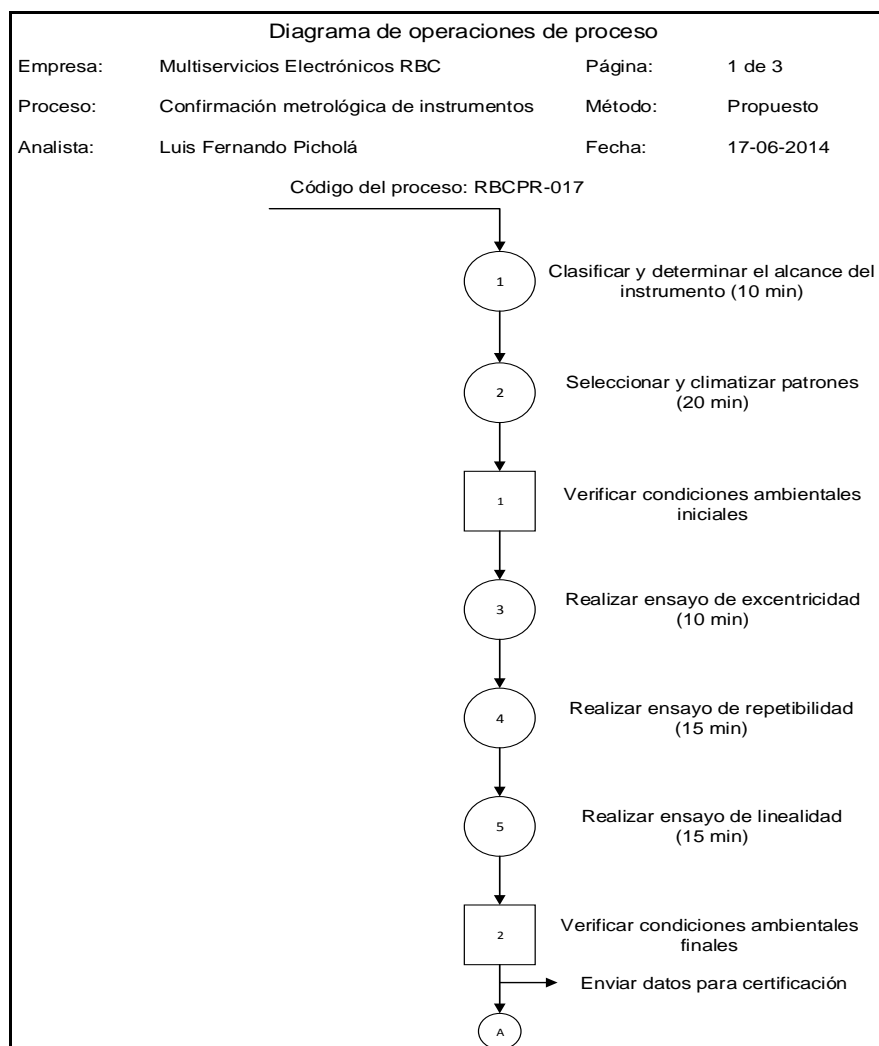 Diagrama de operaciones de proceso
Empresa: Multiservicios Electrónicos RBC Página: 1 de 3
Proceso: Confirmación metrológica de instrumentos Método: Propuesto
Analista: Luis Fernando Picholá Fecha: 17-06-2014
Código del proceso: RBCPR-017
1
Clasificar y determinar el alcance del
instrumento (10 min)
2
Seleccionar y climatizar patrones
(20 min)
1
Verificar condiciones ambientales
iniciales
3
Realizar ensayo de excentricidad
(10 min)
4
Realizar ensayo de repetibilidad
(15 min)
5
Realizar ensayo de linealidad
(15 min)
2
Verificar condiciones ambientales
finales
Enviar datos para certificación
A